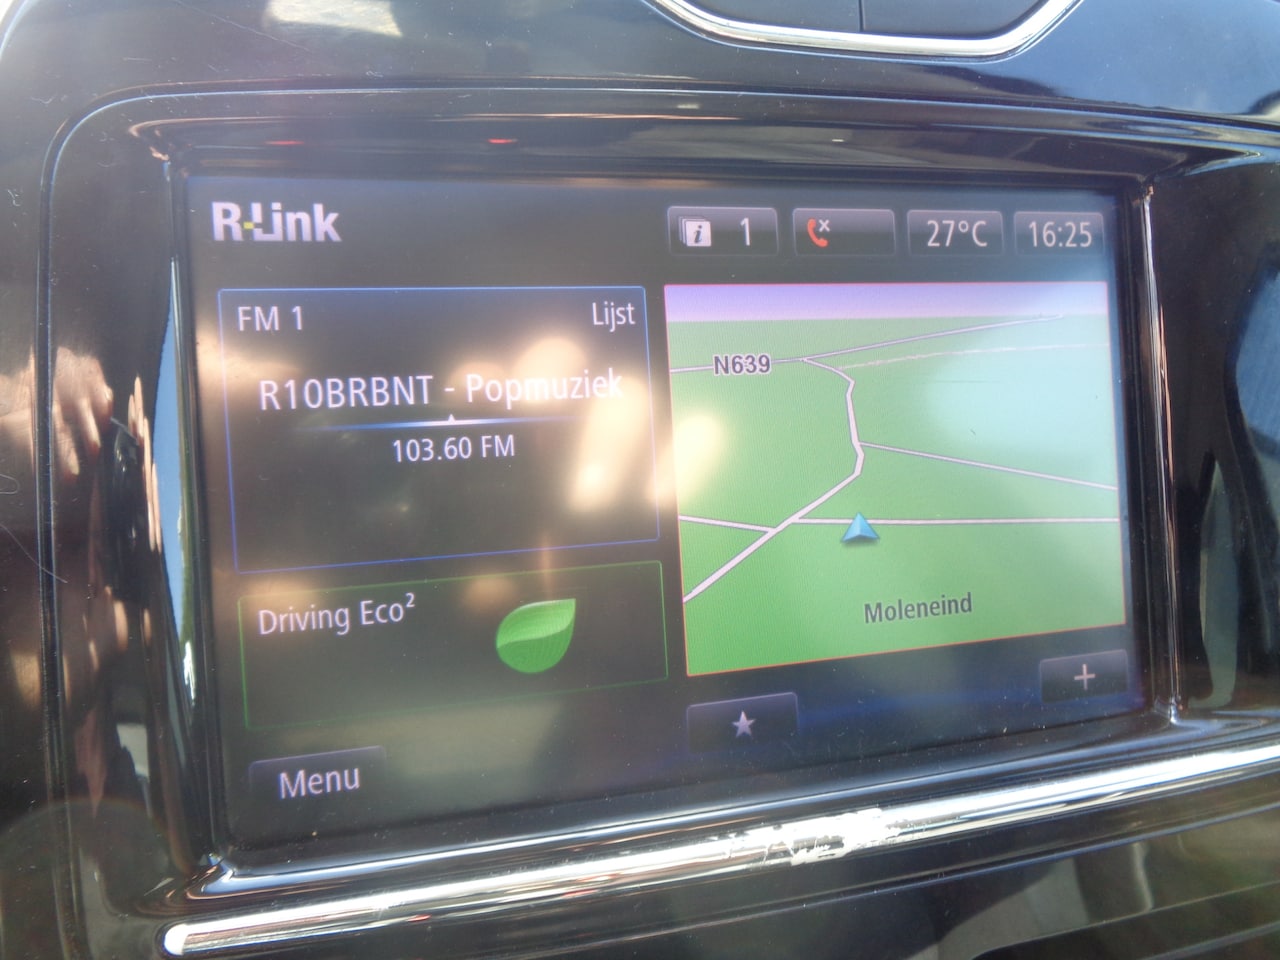 R-Link
1
27°C
16:25
FM 1
Lijst
R10BRBNT - Popmuziek
103.60 FM
N639
Moleneind
Driving Eco²
+
Menu